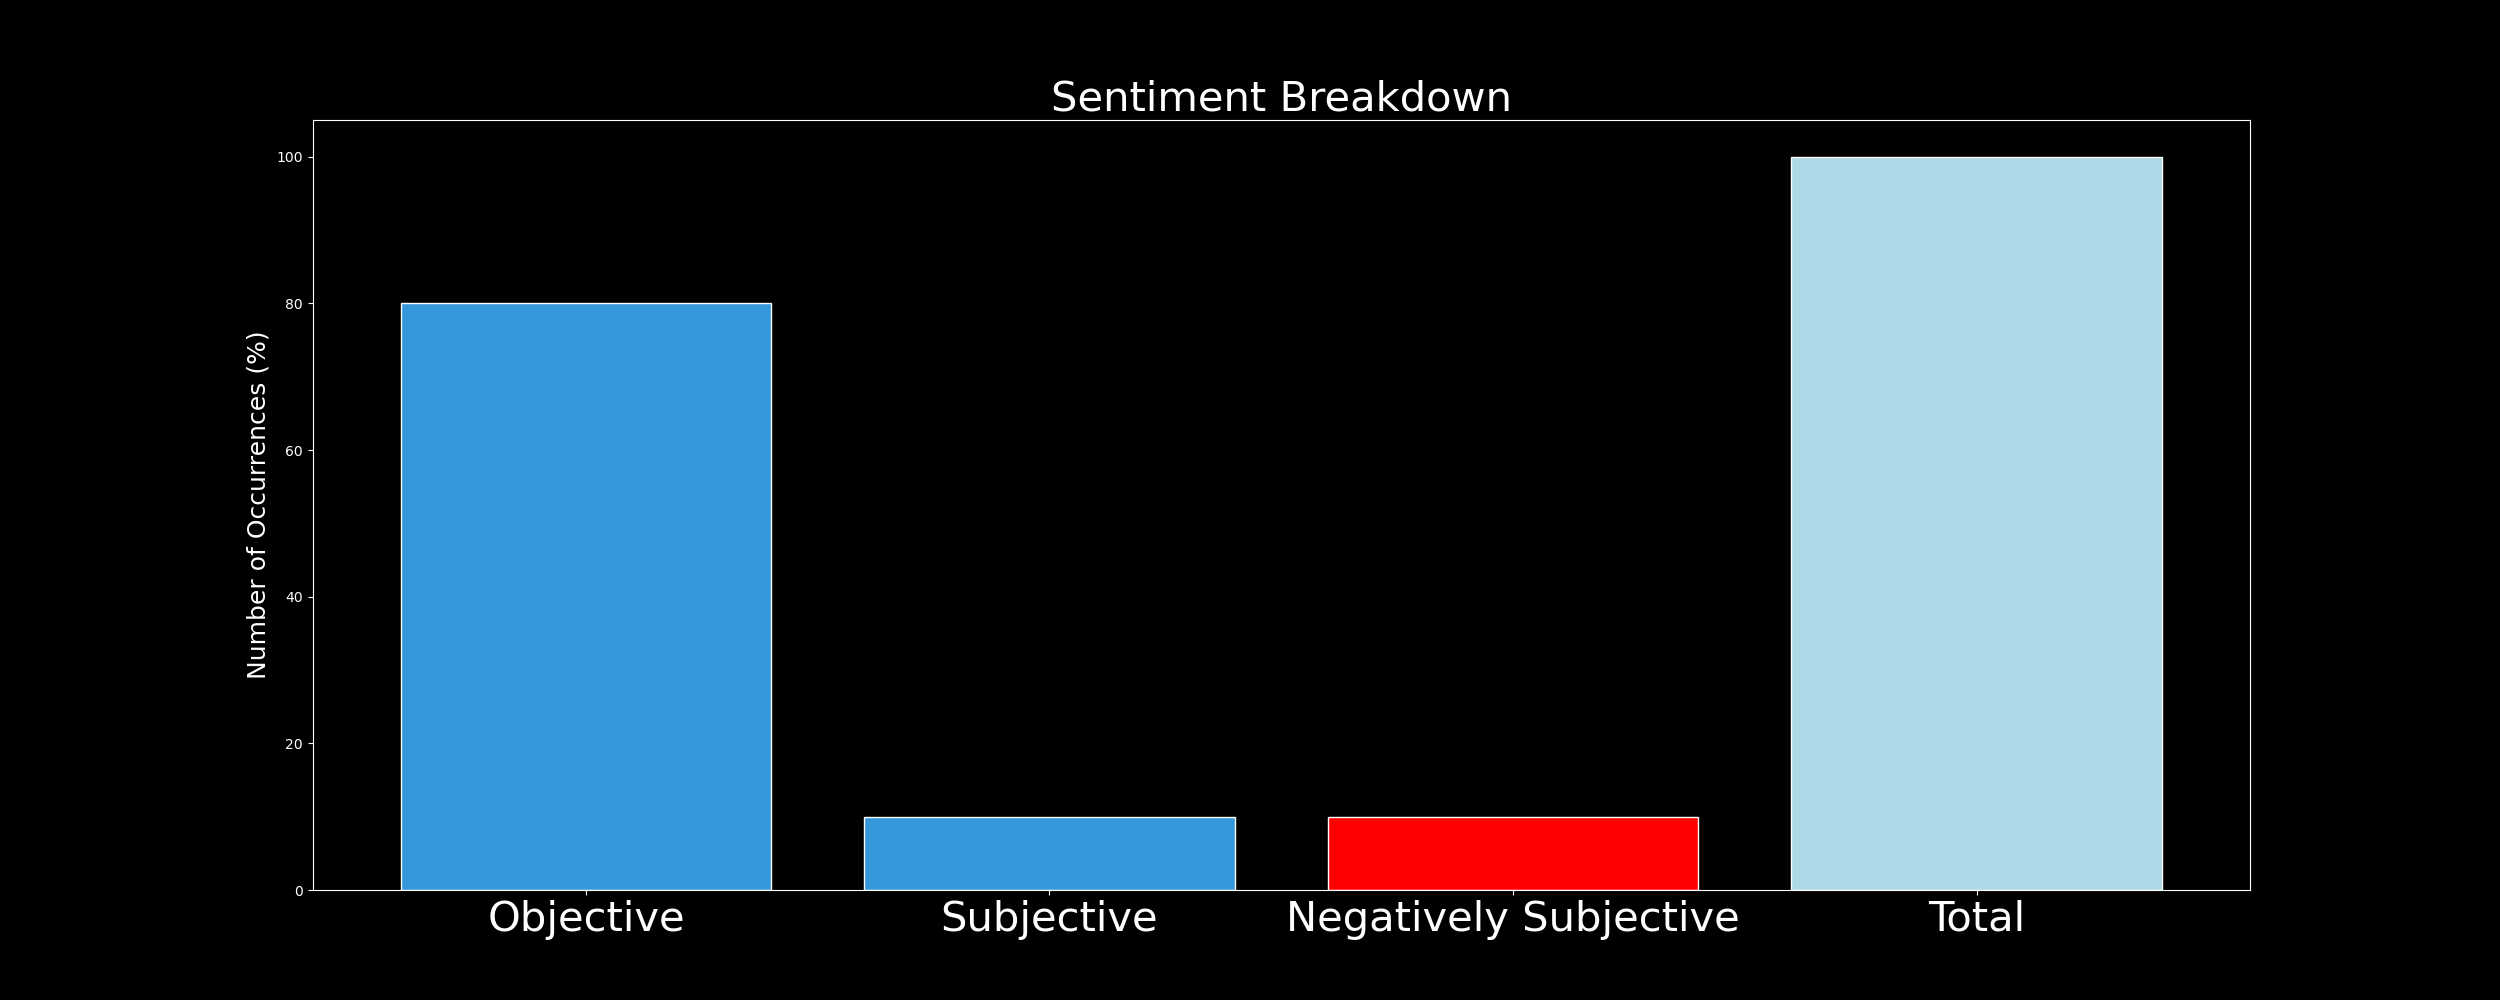 Sentiment Breakdown
Number of Occurrences (%)
100
80
60
40
20
0
Objective
Subjective
Negatively Subjective
Total